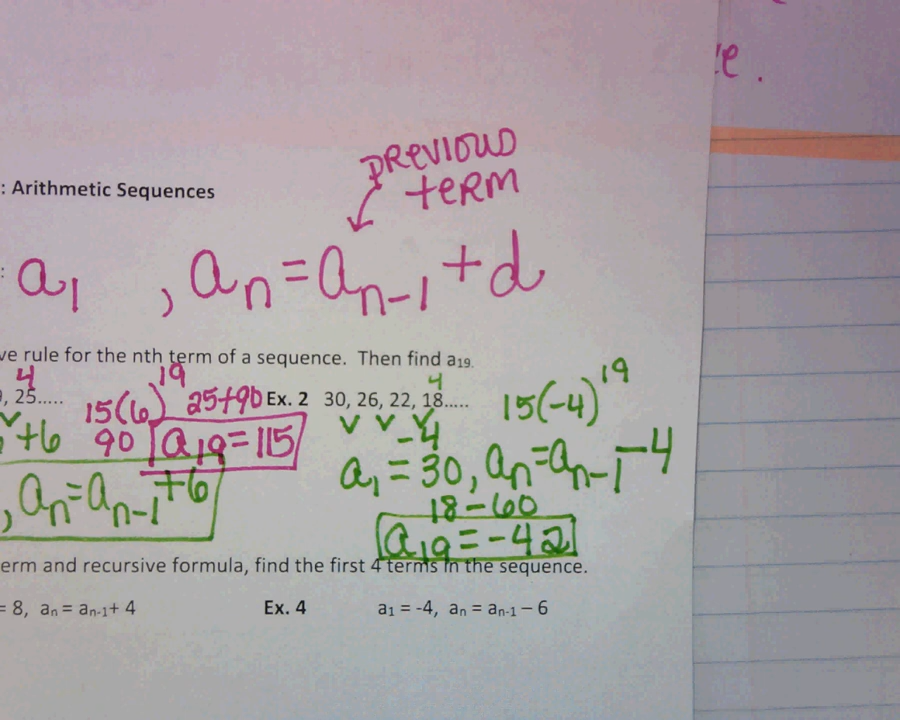 e.
previous
: Arithmetic Sequences
term
: a₁ , aₙ = aₙ₋₁ + d
ve rule for the nth term of a sequence. Then find a₁₉.
4 19 4 19
, 25..... 15(6) 25+90 Ex. 2 30, 26, 22, 18..... 15(-4)
+6 90 a₁₉ = 115 -4
a₁ = 30, aₙ = aₙ₋₁ - 4
, aₙ = aₙ₋₁ + 6 18 - 60
a₁₉ = -42
erm and recursive formula, find the first 4 terms in the sequence.
= 8, aₙ = aₙ₋₁ + 4 Ex. 4 a₁ = -4, aₙ = aₙ₋₁ – 6